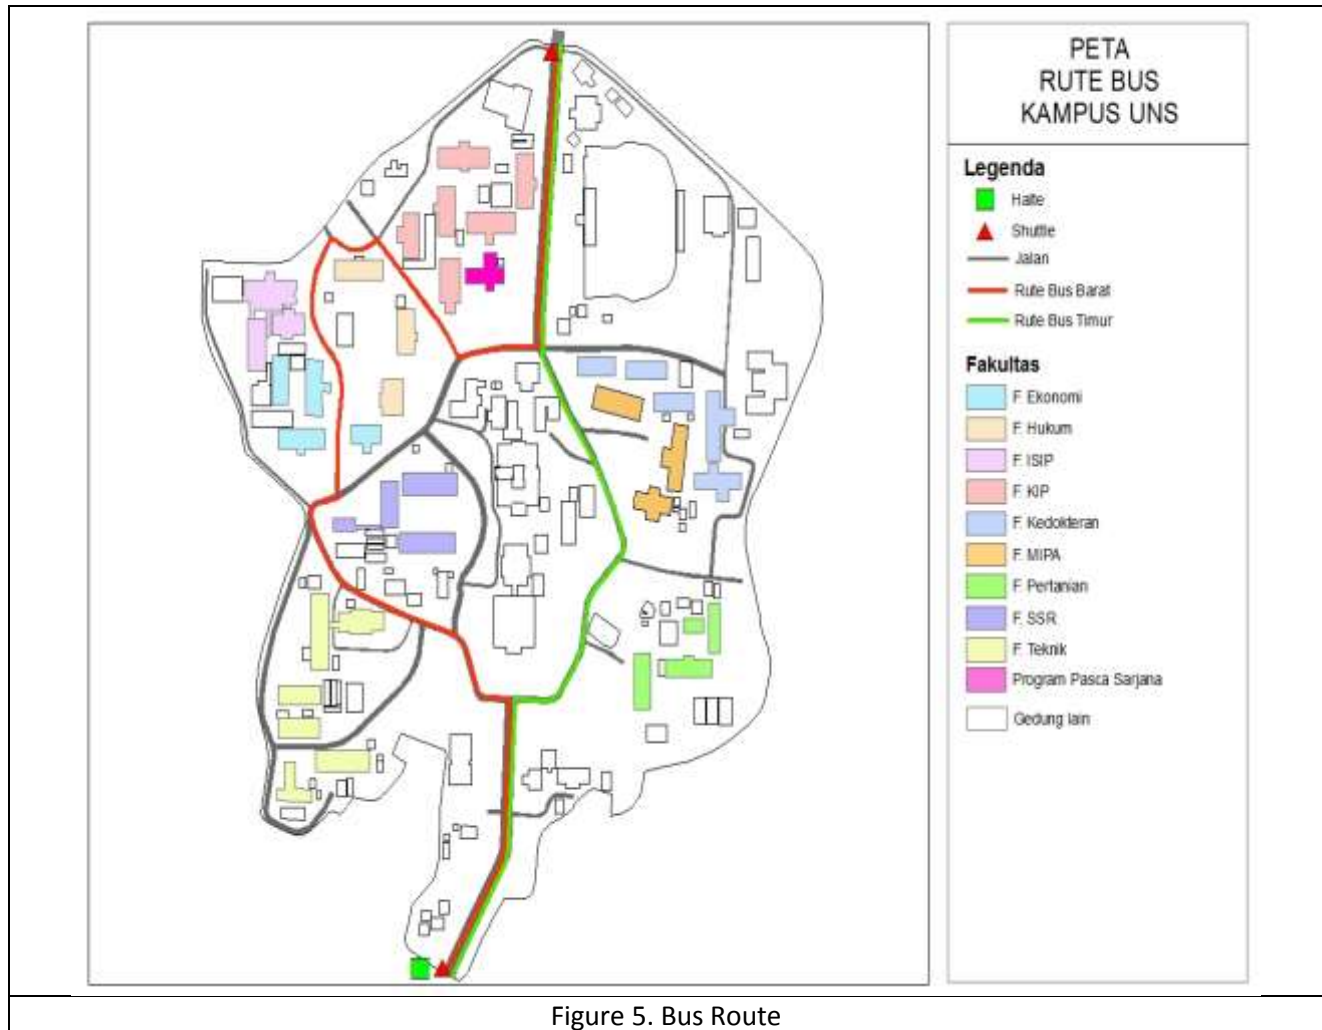 PETA
RUTE BUS
KAMPUS UNS
Legenda
Halte
Shuttle
Jalan
Rute Bus Barat
Rute Bus Timur
Fakultas
F. Ekonomi
F. Hukum
F. ISIP
F. KIP
F. Kedokteran
F. MIPA
F. Pertanian
F. SSR
F. Teknik
Program Pasca Sarjana
Gedung lain
Figure 5. Bus Route